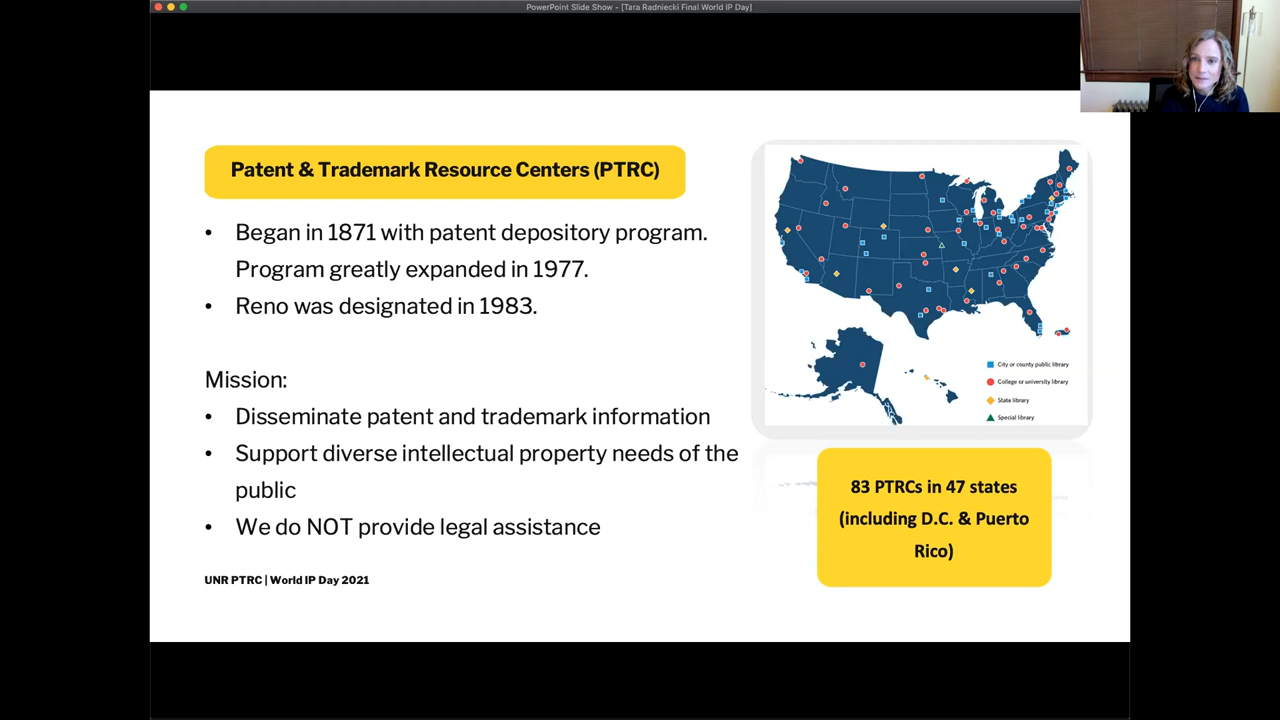 PowerPoint Slide Show - [Tara Radniecki Final World IP Day]
Patent & Trademark Resource Centers (PTRC)
• Began in 1871 with patent depository program.
Program greatly expanded in 1977.
• Reno was designated in 1983.
Mission:
• Disseminate patent and trademark information
• Support diverse intellectual property needs of the
public
• We do NOT provide legal assistance
UNR PTRC | World IP Day 2021
City or county public library
College or university library
State library
Special library
83 PTRCs in 47 states
(including D.C. & Puerto
Rico)